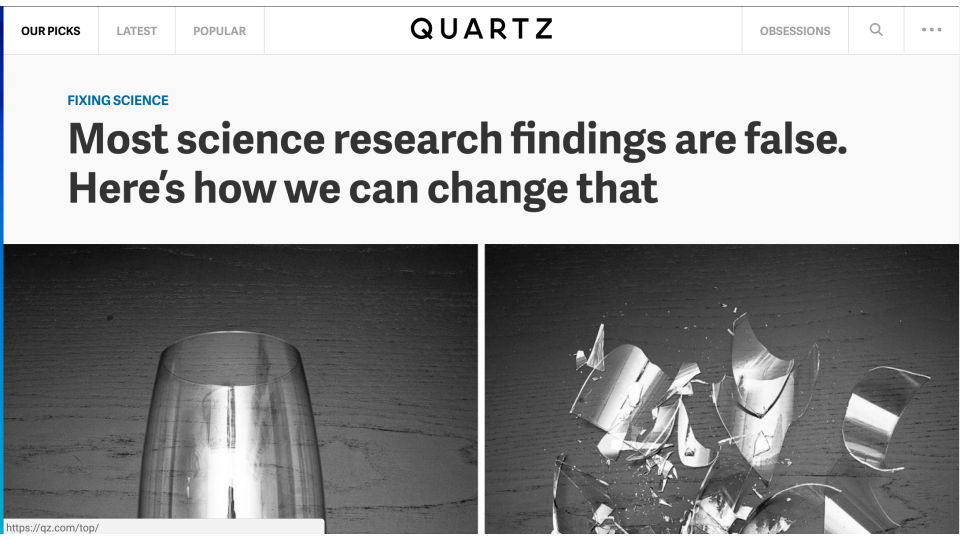 OUR PICKS
LATEST
POPULAR
QUARTZ
OBSESSIONS
FIXING SCIENCE
Most science research findings are false.
Here's how we can change that
https://qz.com/top/